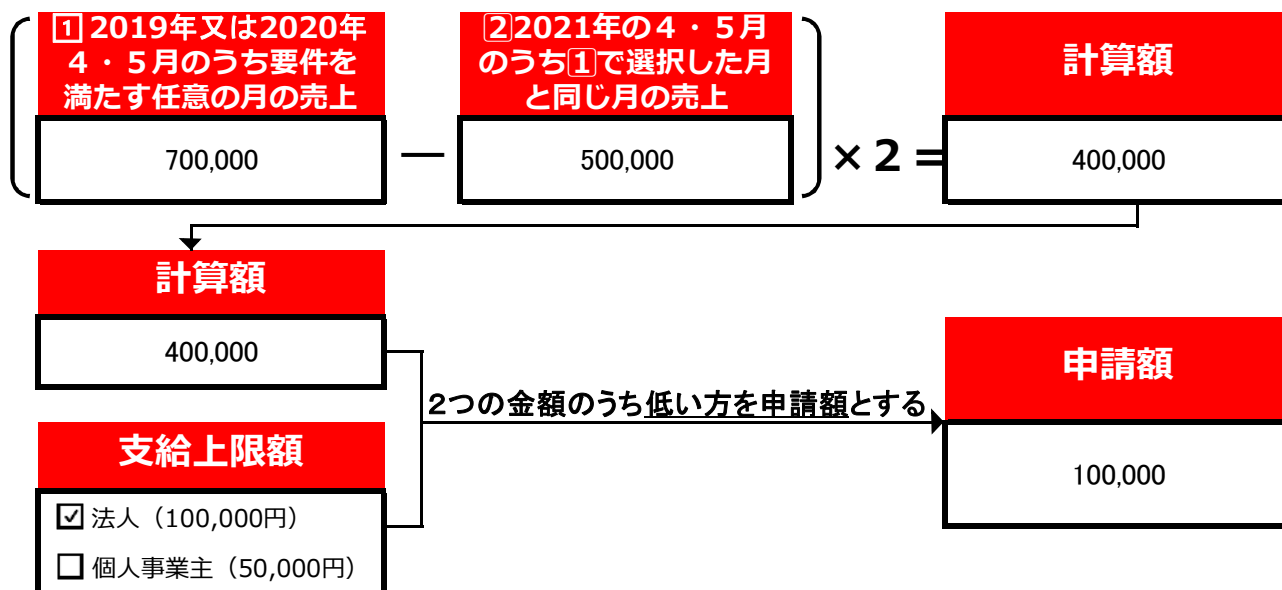 1 2019年又は2020年
4・5月のうち要件を
満たす任意の月の売上
700,000
ー
2 2021年の4・5月
のうち1で選択した月
と同じ月の売上
500,000
×2=
計算額
400,000
計算額
400,000
支給上限額
☑ 法人（100,000円）
☐ 個人事業主（50,000円）
2つの金額のうち低い方を申請額とする
申請額
100,000